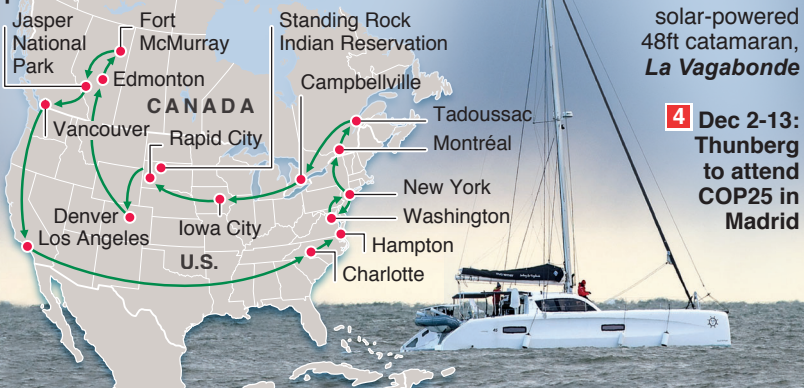 Jasper
National
Park
Fort
McMurray
Standing Rock
Indian Reservation
Edmonton
CANADA
Campbellville
Vancouver
Rapid City
Tadoussac
Montréal
New York
Washington
Denver
Iowa City
Los Angeles
Hampton
U.S.
Charlotte
solar-powered
48ft catamaran,
La Vagabonde
4 Dec 2-13:
Thunberg
to attend
COP25 in
Madrid